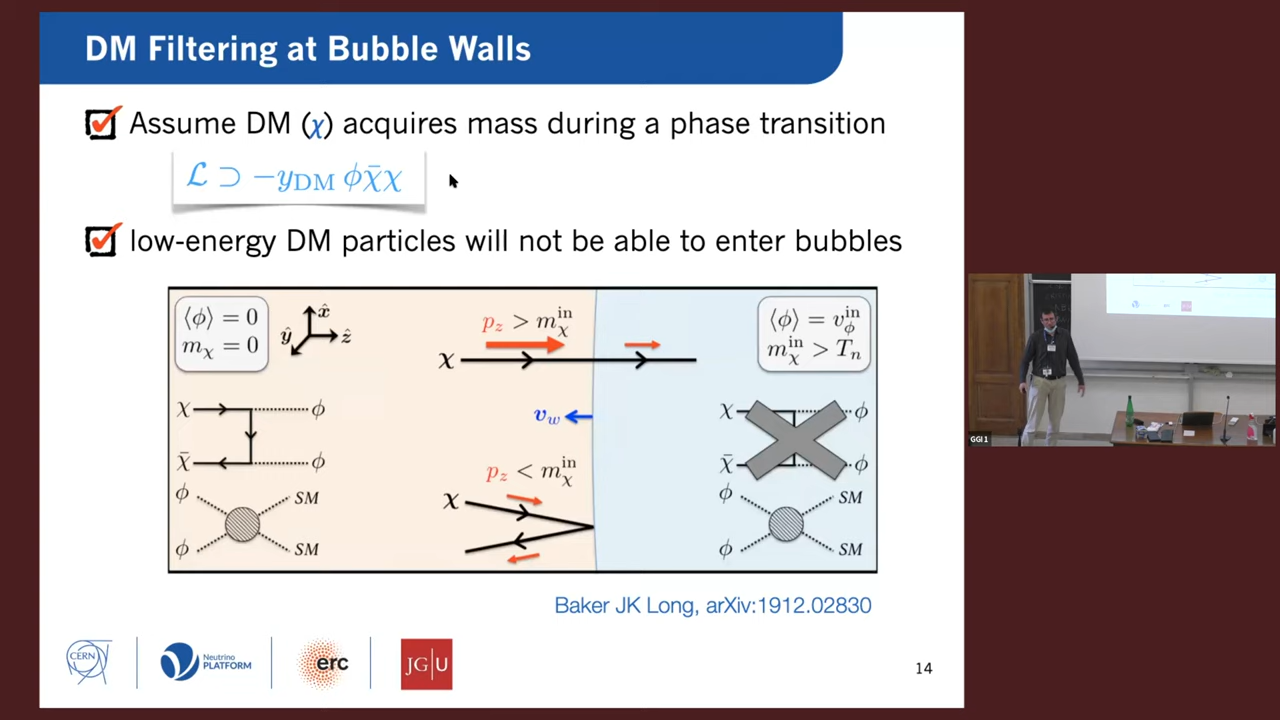 DM Filtering at Bubble Walls
Assume DM (χ) acquires mass during a phase transition
ℒ ⊃ −y_DM ϕχ̄χ
low-energy DM particles will not be able to enter bubbles
⟨ϕ⟩ = 0
m_χ = 0
x̂
ŷ
ẑ
p_z > m_χ^in
χ
⟨ϕ⟩ = v_ϕ^in
m_χ^in > T_n
χ ϕ
χ̄ ϕ
ϕ SM
ϕ SM
v_w
p_z < m_χ^in
χ
χ ϕ
χ̄ ϕ
ϕ SM
ϕ SM
Baker JK Long, arXiv:1912.02830
CERN
Neutrino
PLATFORM
erc
JG|U
14
GGI1